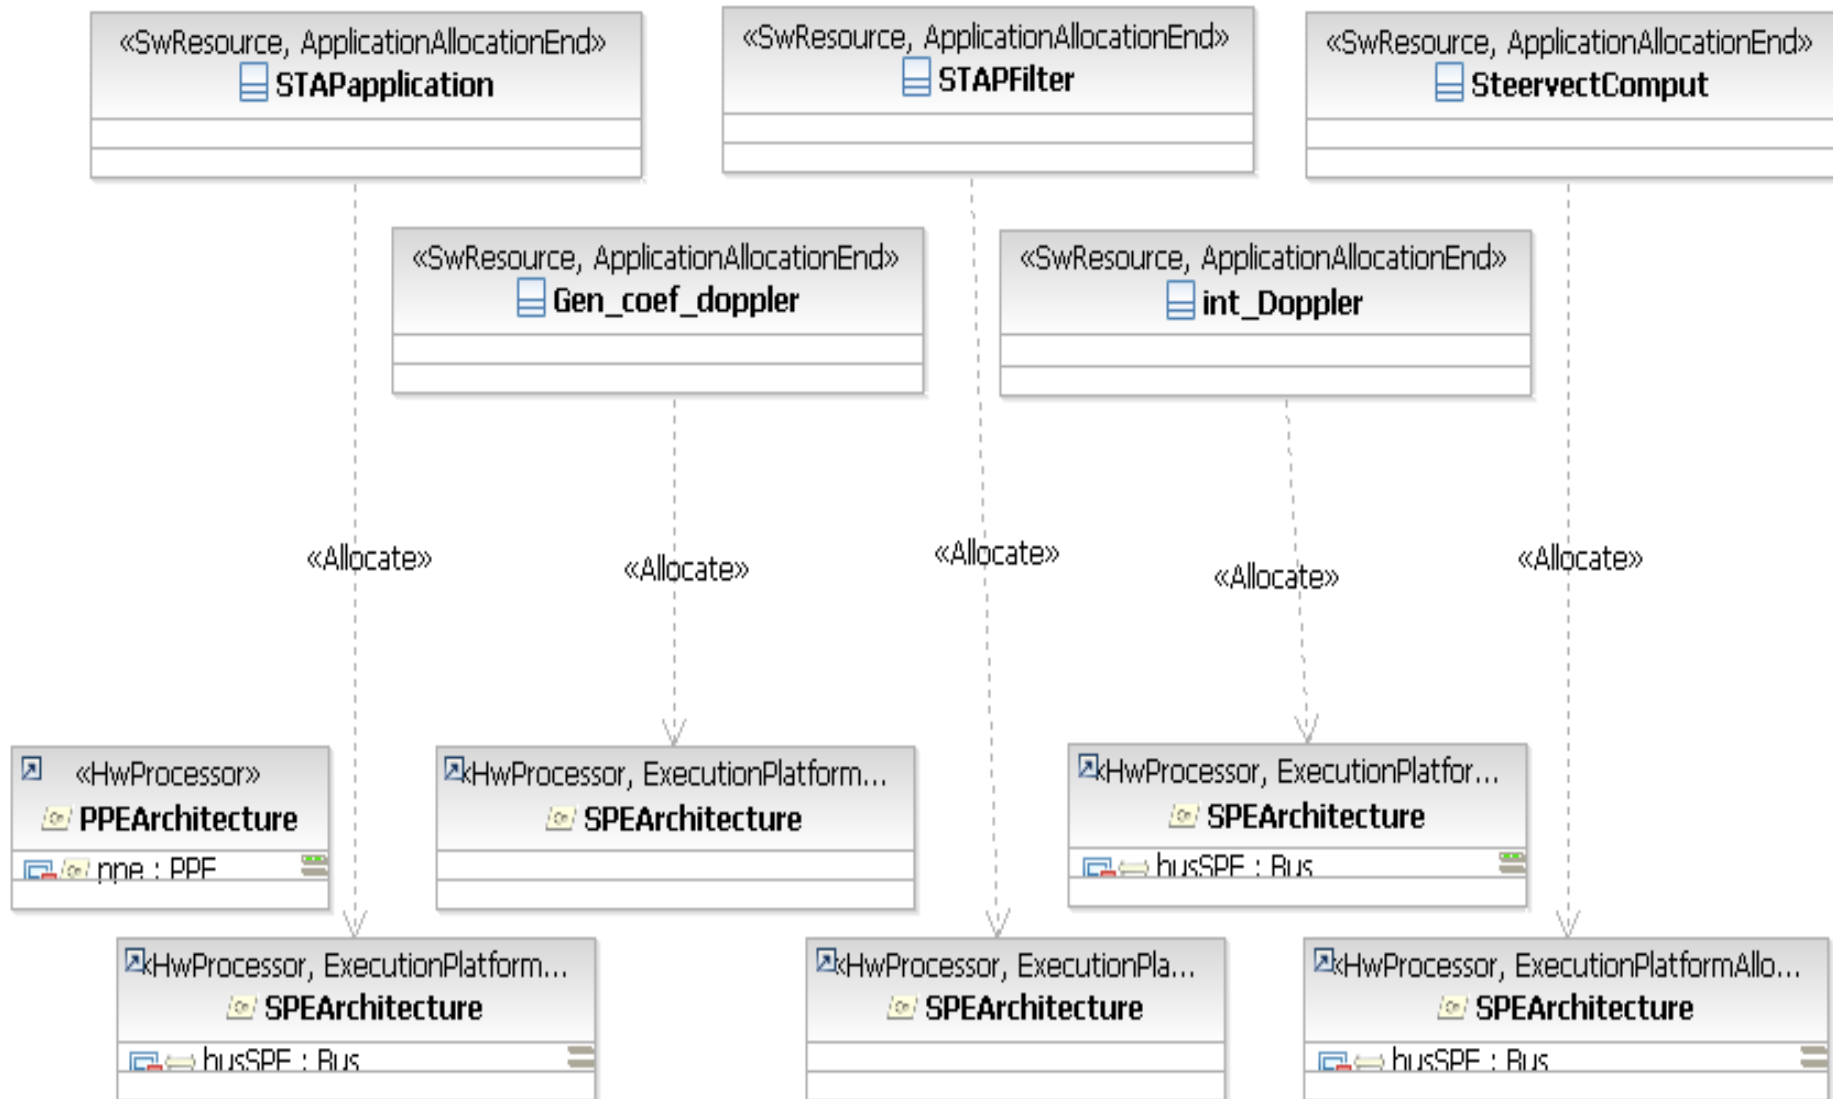 «SwResource, ApplicationAllocationEnd»
STAPapplication
«SwResource, ApplicationAllocationEnd»
STAPFilter
«SwResource, ApplicationAllocationEnd»
SteervectComput
«SwResource, ApplicationAllocationEnd»
Gen_coef_doppler
«SwResource, ApplicationAllocationEnd»
int_Doppler
«Allocate»
«Allocate»
«Allocate»
«Allocate»
«Allocate»
«HwProcessor»
PPEArchitecture
ppe : PPE
«HwProcessor, ExecutionPlatform...
SPEArchitecture
«HwProcessor, ExecutionPlatfor...
SPEArchitecture
busSPE : Bus
«HwProcessor, ExecutionPlatform...
SPEArchitecture
busSPE : Bus
«HwProcessor, ExecutionPla...
SPEArchitecture
«HwProcessor, ExecutionPlatformAllo...
SPEArchitecture
busSPE : Bus